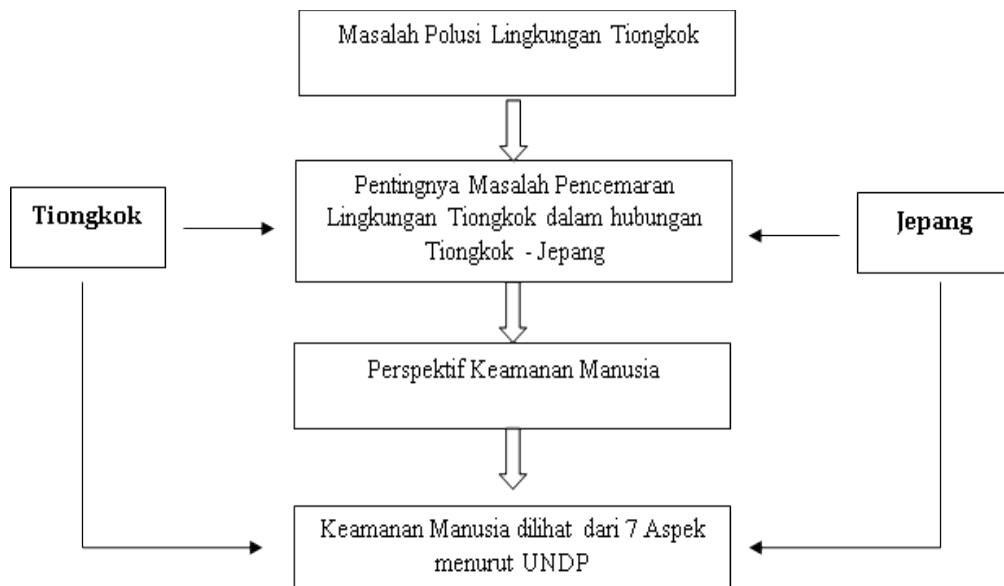 Masalah Polusi Lingkungan Tiongkok
Pentingnya Masalah Pencemaran
Lingkungan Tiongkok dalam hubungan
Tiongkok - Jepang
Tiongkok
Jepang
Perspektif Keamanan Manusia
Keamanan Manusia dilihat dari 7 Aspek
menurut UNDP